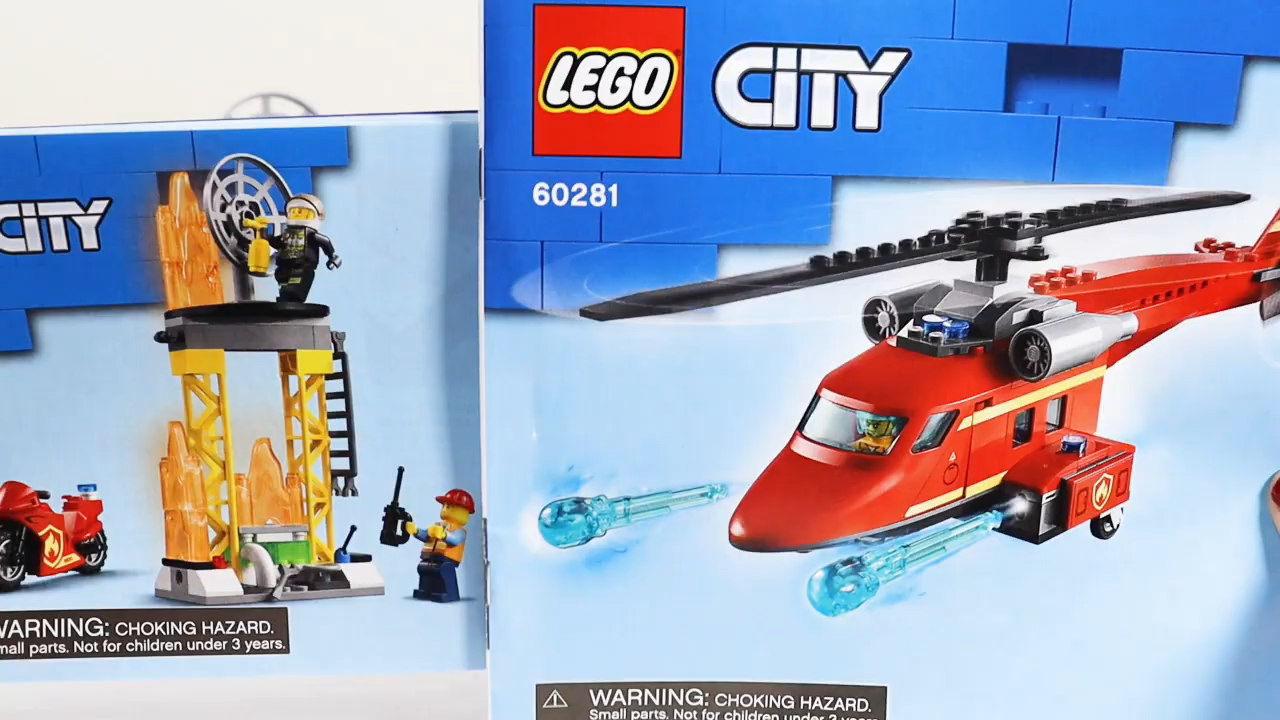 CITY
WARNING: CHOKING HAZARD.
Small parts. Not for children under 3 years.
LEGO CITY
60281
WARNING: CHOKING HAZARD.
Small parts. Not for children under 3 years.